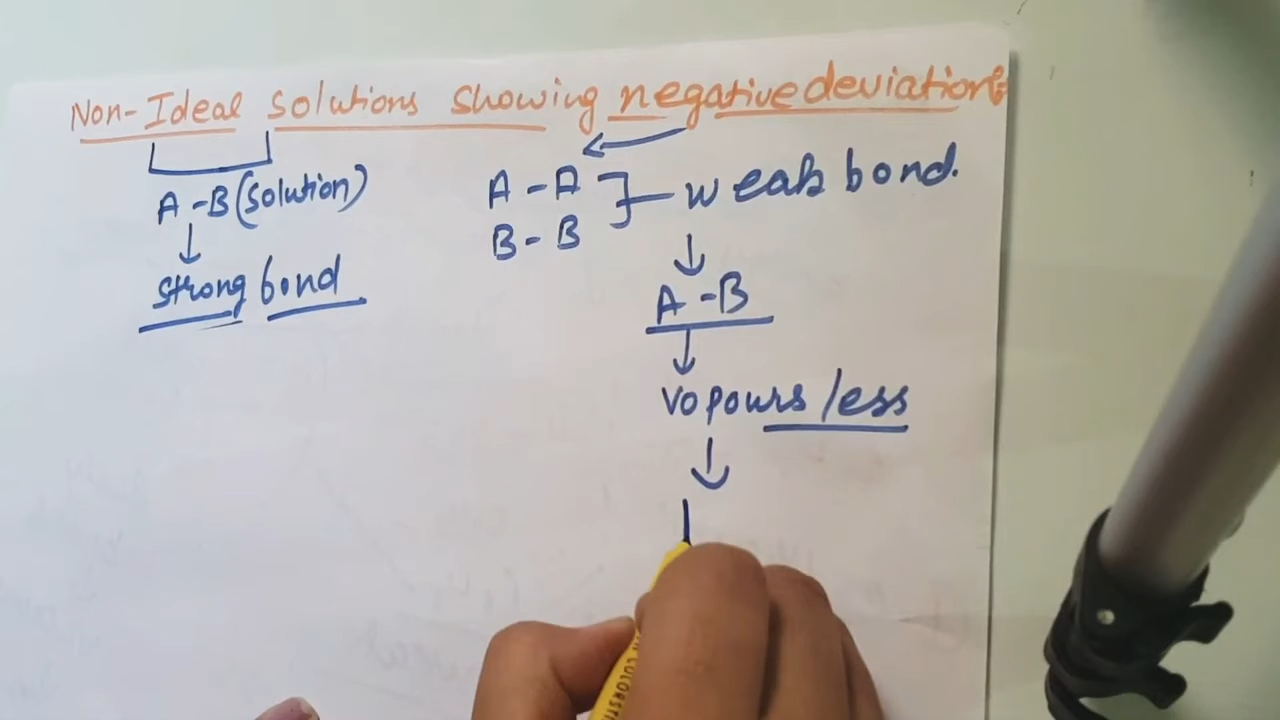 Non-Ideal solutions showing negative deviations
A-B (solution)
strong bond
A-A
B-B
weak bond.
A-B
Vopours less